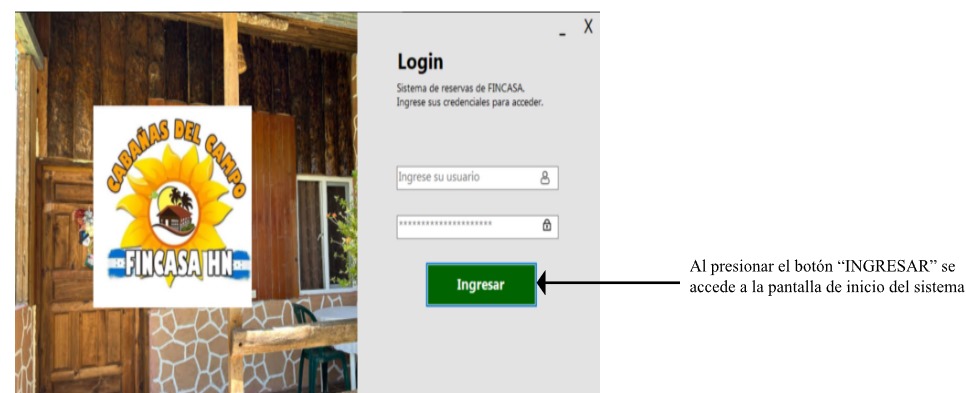 CABAÑAS DEL CAMPO
FINCASA HN
_ X
Login
Sistema de reservas de FINCASA.
Ingrese sus credenciales para acceder.
Ingrese su usuario
*********************
Ingresar
Al presionar el botón “INGRESAR” se
accede a la pantalla de inicio del sistema